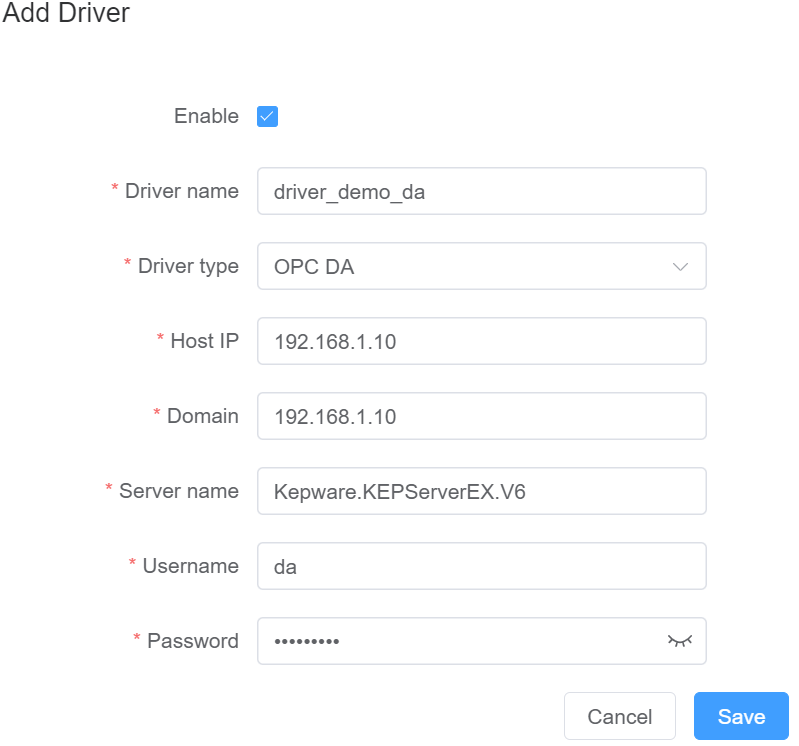 Add Driver
Enable
* Driver name driver_demo_da
* Driver type OPC DA
* Host IP 192.168.1.10
* Domain 192.168.1.10
* Server name Kepware.KEPServerEX.V6
* Username da
* Password •••••••••
Cancel Save